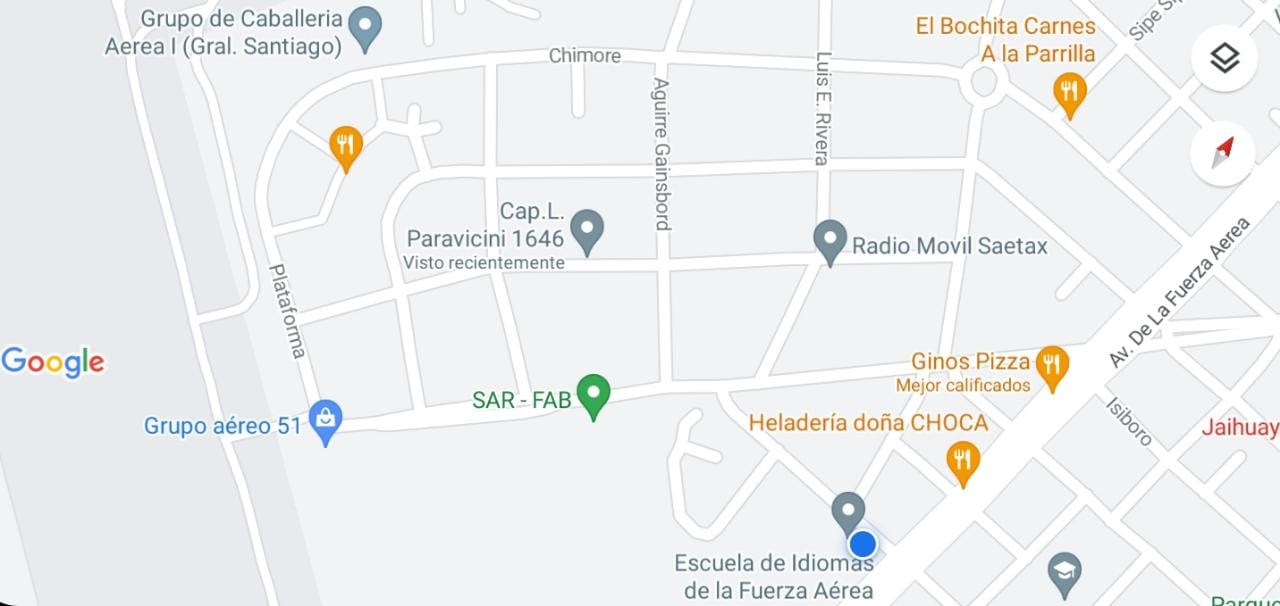 Grupo de Caballeria
Aerea I (Gral. Santiago)
El Bochita Carnes
A la Parrilla
Chimore
Aguirre Gainsbord
Luis E. Rivera
Cap.L.
Paravicini 1646
Visto recientemente
Radio Movil Saetax
Plataforma
Av. De La Fuerza Aerea
Google
Ginos Pizza
Mejor calificados
SAR - FAB
Grupo aéreo 51
Heladería doña CHOCA
Isiboro
Jaihuay
Escuela de Idiomas
de la Fuerza Aérea